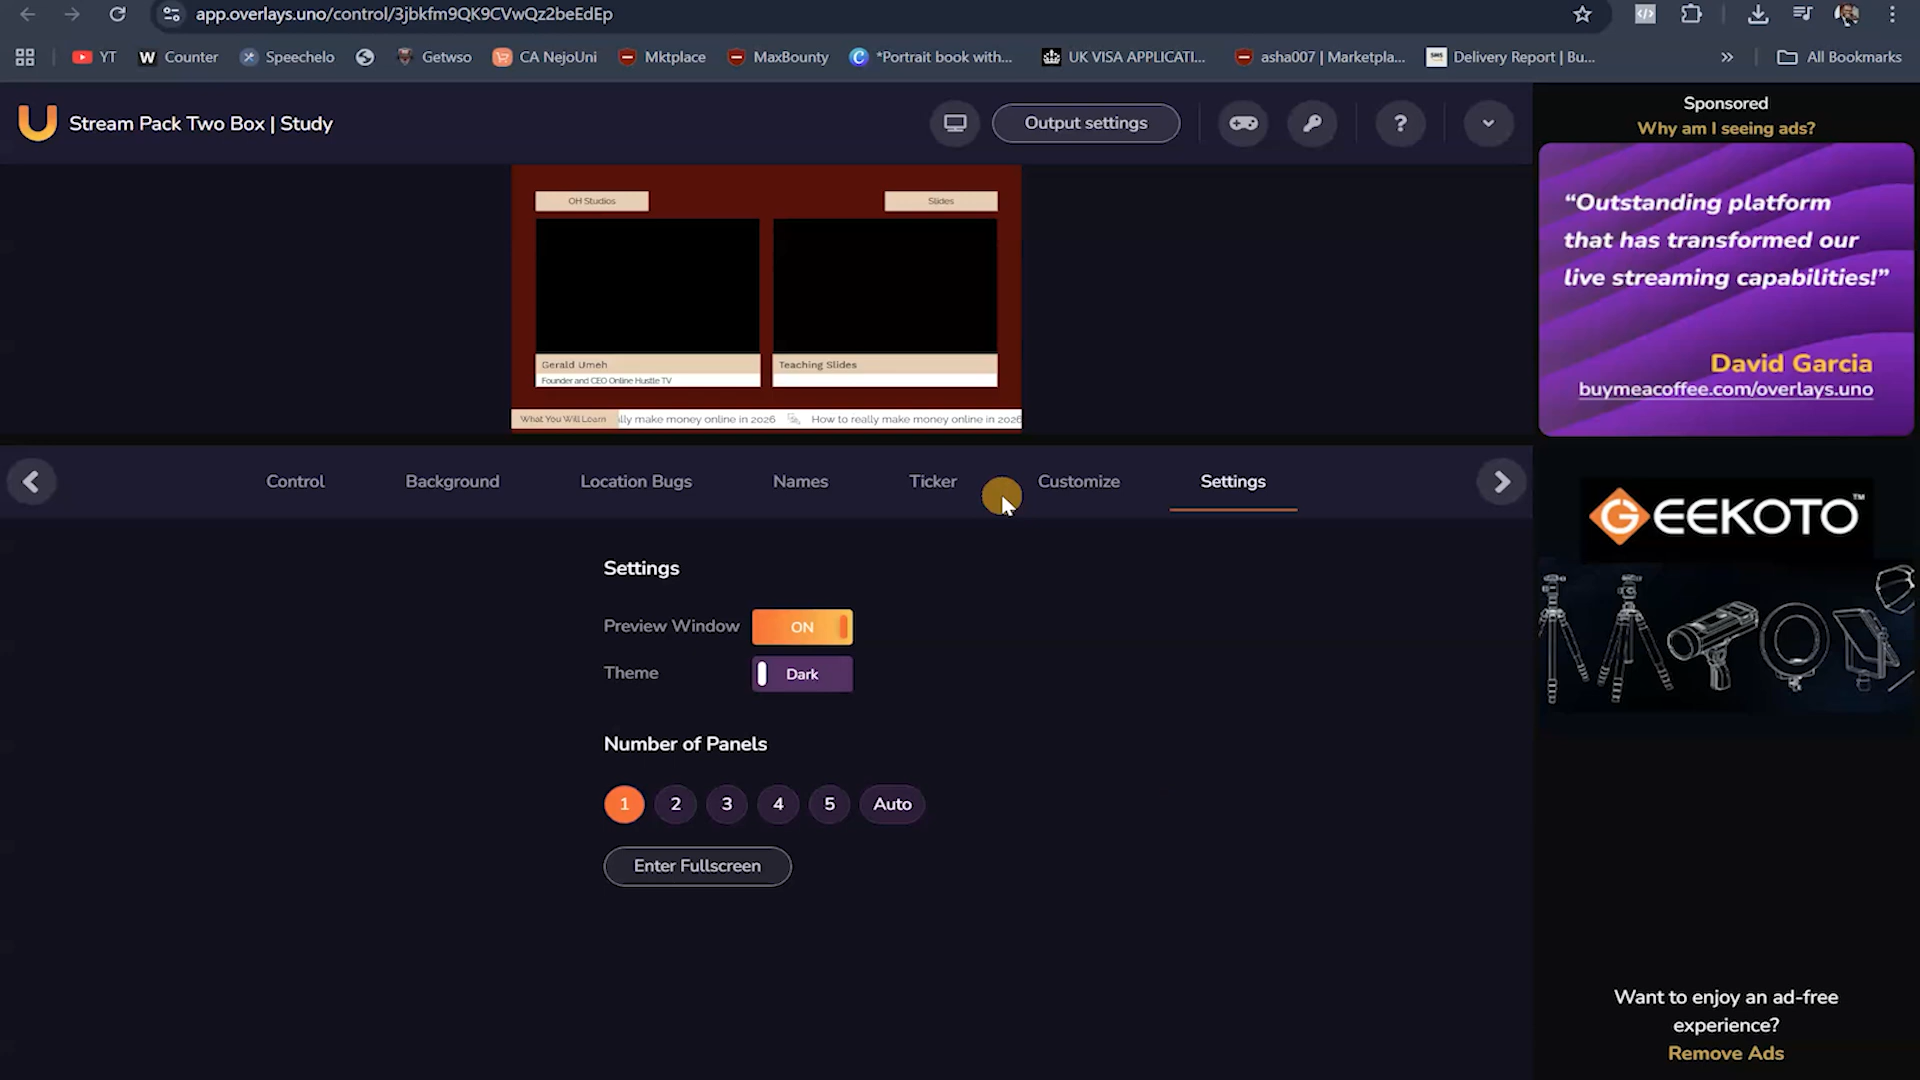 app.overlays.uno/control/3jbkfm9QK9CVwQz2beEdEp
YT
W Counter
Speechelo
Getwso
CA NejoUni
Mktplace
MaxBounty
*Portrait book with...
UK VISA APPLICATI...
asha007 | Marketpla...
Delivery Report | Bu...
»
All Bookmarks
Stream Pack Two Box | Study
Output settings
?
OH Studios
Slides
Gerald Umeh
Founder and CEO Online Hustle TV
Teaching Slides
What You Will Learn
lly make money online in 2026
How to really make money online in 2026
Control
Background
Location Bugs
Names
Ticker
Customize
Settings
Settings
Preview Window
ON
Theme
Dark
Number of Panels
1
2
3
4
5
Auto
Enter Fullscreen
Sponsored
Why am I seeing ads?
“Outstanding platform
that has transformed our
live streaming capabilities!”
David Garcia
buymeacoffee.com/overlays.uno
GEEKOTO™
Want to enjoy an ad-free
experience?
Remove Ads